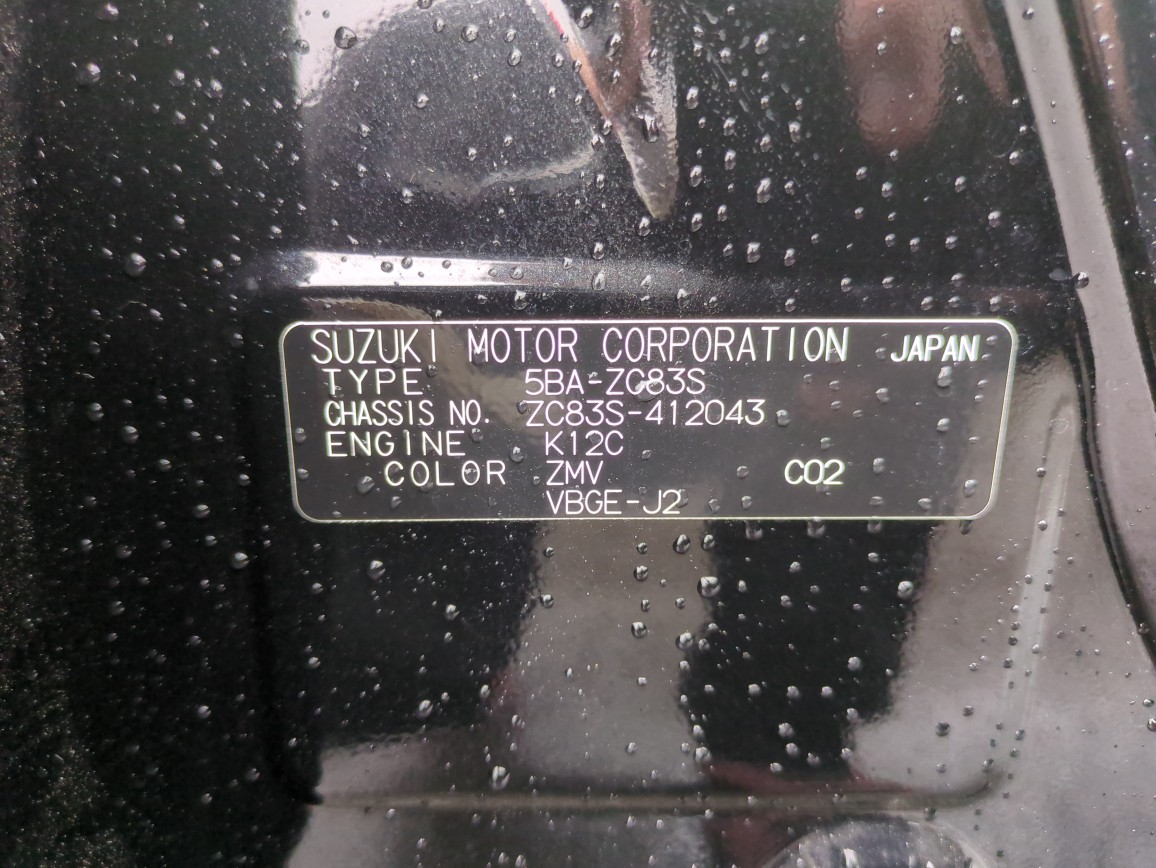 SUZUKI MOTOR CORPORATION JAPAN
TYPE 5BA-ZC83S
CHASSIS NO. ZC83S-412043
ENGINE K12C
COLOR ZMV C02
VBGE-J2